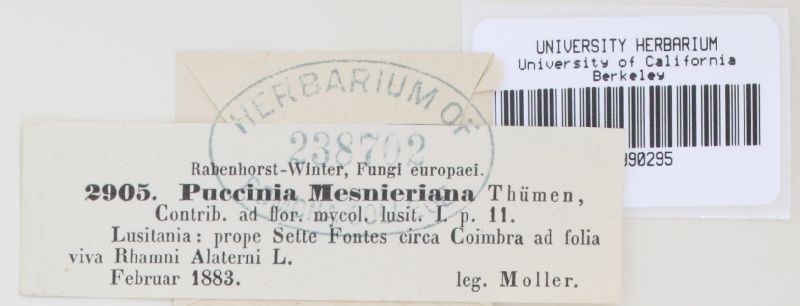 UNIVERSITY HERBARIUM
University of California
Berkeley
390295
HERBARIUM OF
238702
Rabenhorst-Winter, Fungi europaei.
2905. Puccinia Mesnieriana Thümen,
Contrib. ad flor. mycol. lusit. I. p. 11.
Lusitania: prope Sette Fontes circa Coimbra ad folia
viva Rhamni Alaterni L.
Februar 1883. leg. Moller.